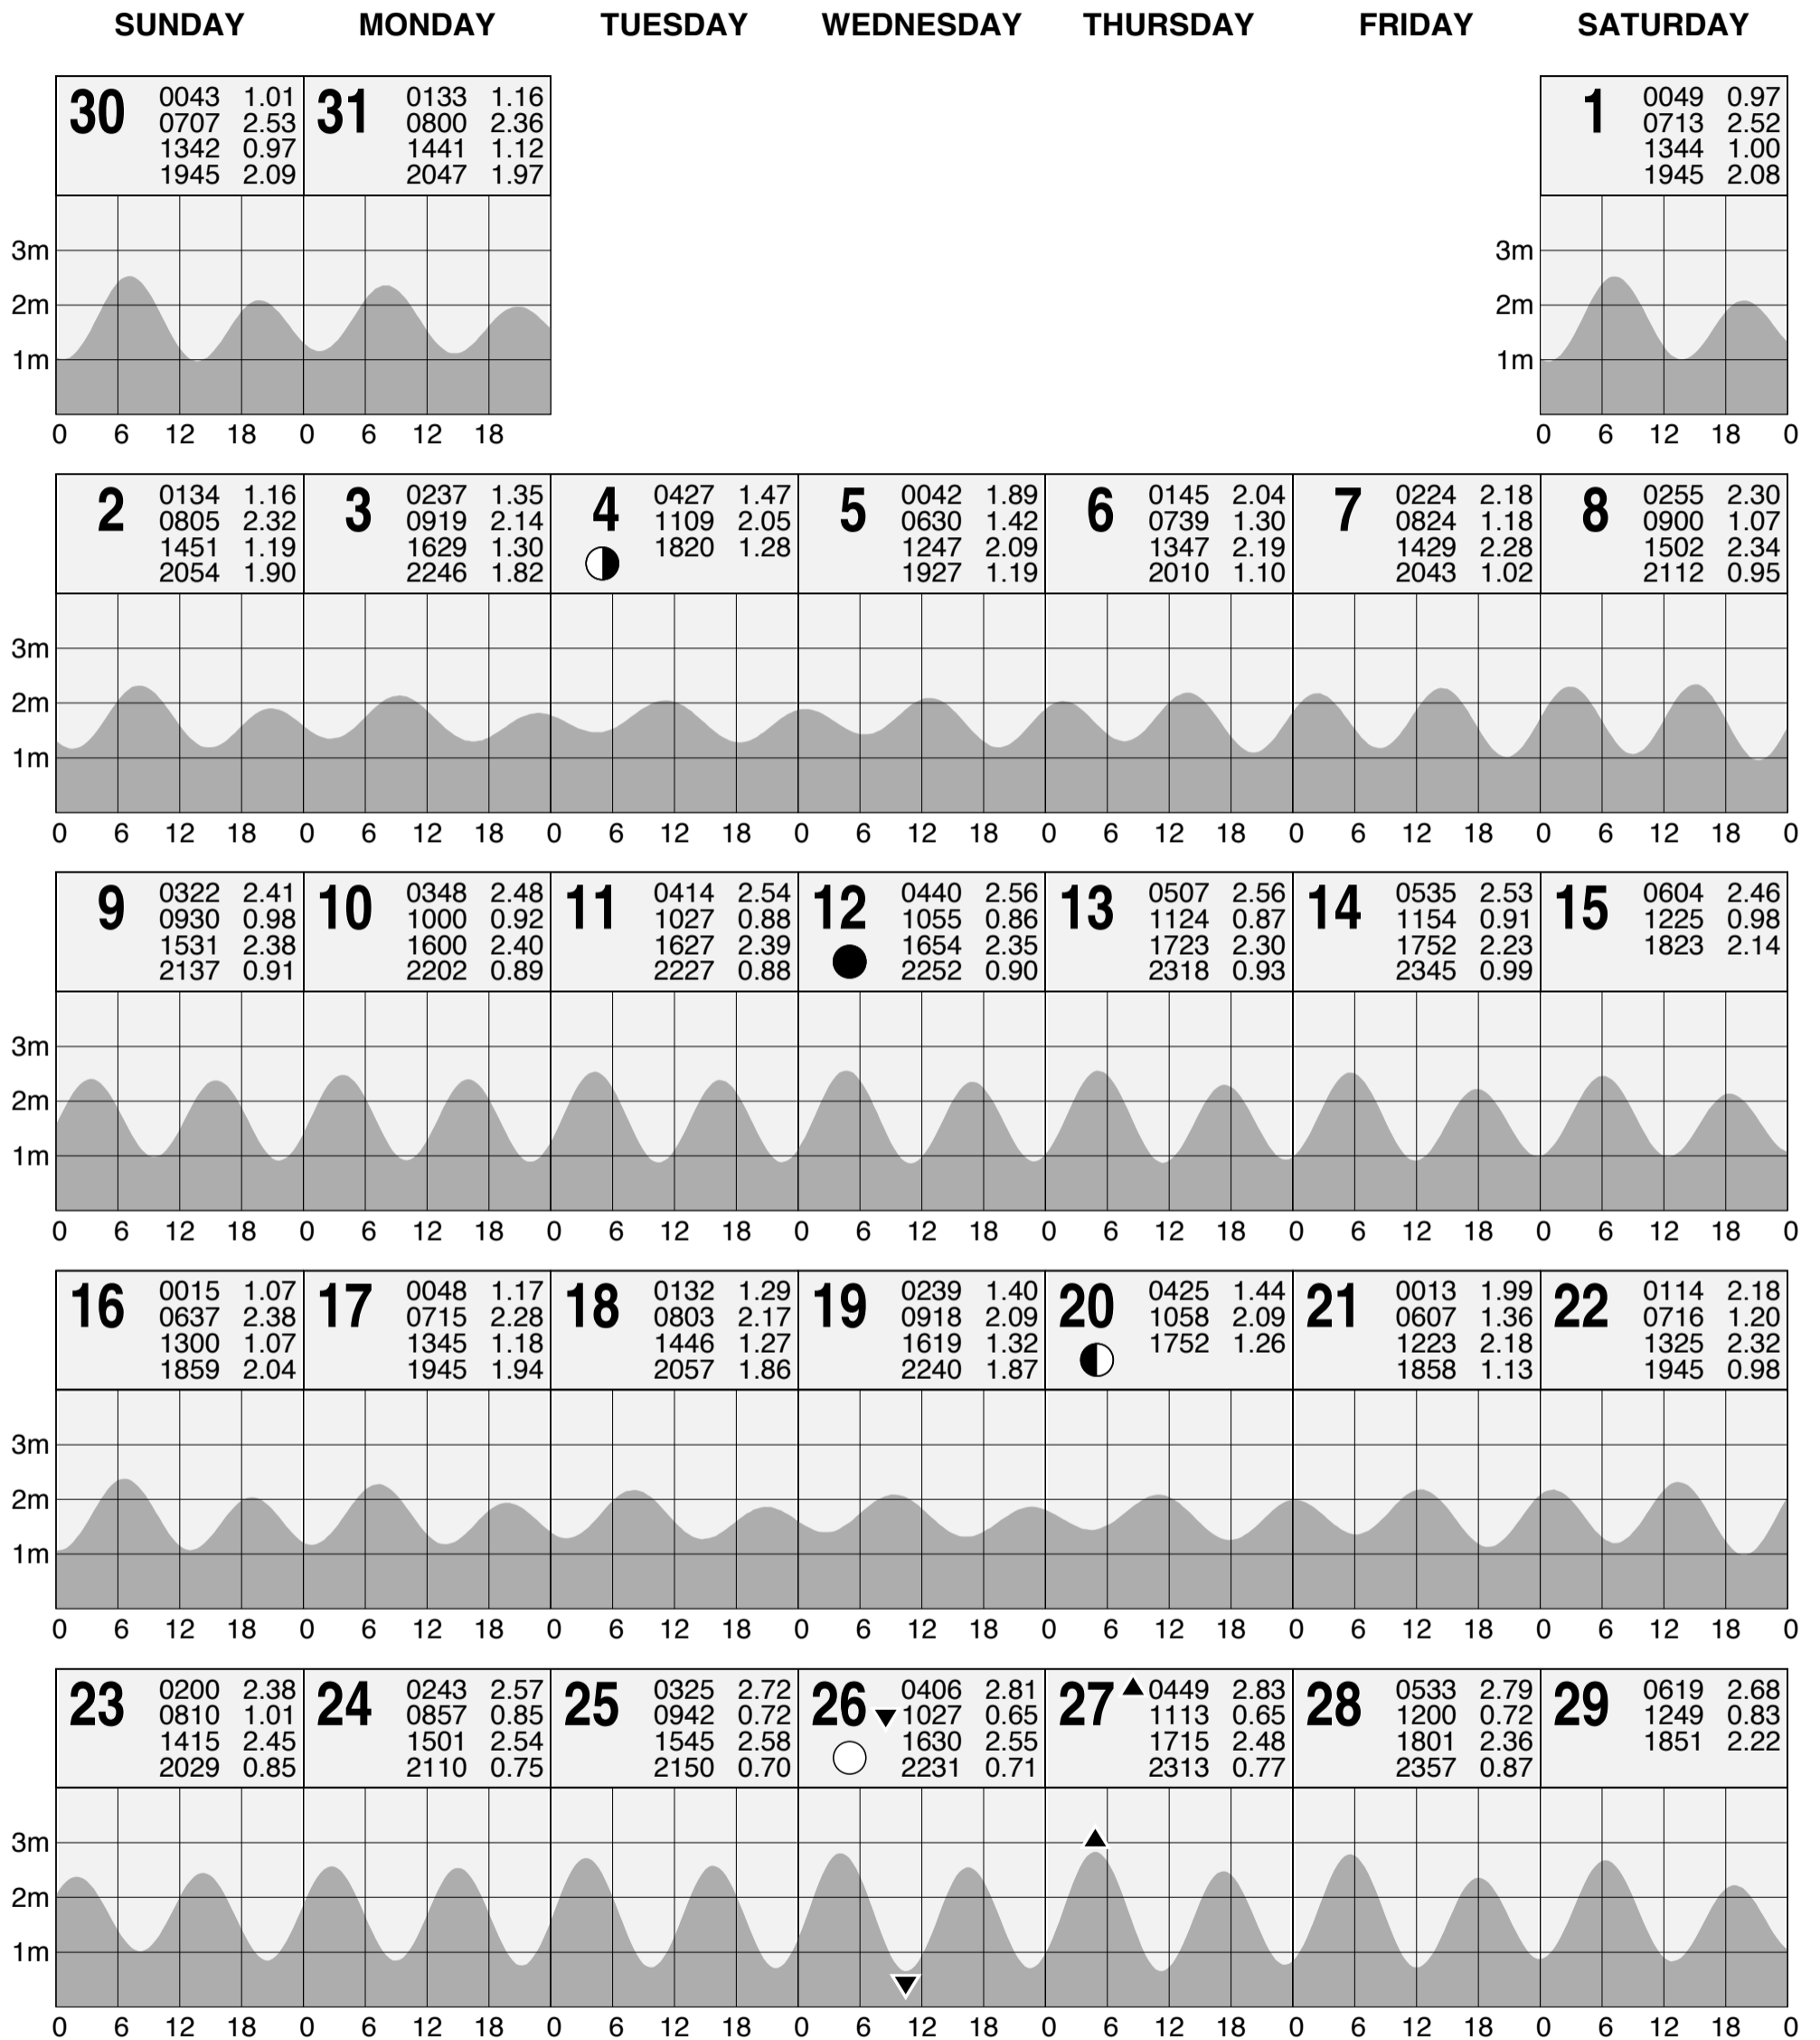 SUNDAY MONDAY TUESDAY WEDNESDAY THURSDAY FRIDAY SATURDAY
30 0043 1.01 31 0133 1.16 1 0049 0.97
0707 2.53 0800 2.36 0713 2.52
1342 0.97 1441 1.12 1344 1.00
1945 2.09 2047 1.97 1945 2.08
3m 3m
2m 2m
1m 1m
0 6 12 18 0 6 12 18 0 6 12 18 0
2 0134 1.16 3 0237 1.35 4 0427 1.47 5 0042 1.89 6 0145 2.04 7 0224 2.18 8 0255 2.30
0805 2.32 0919 2.14 1109 2.05 0630 1.42 0739 1.30 0824 1.18 0900 1.07
1451 1.19 1629 1.30 1820 1.28 1247 2.09 1347 2.19 1429 2.28 1502 2.34
2054 1.90 2246 1.82 1927 1.19 2010 1.10 2043 1.02 2112 0.95
3m
2m
1m
0 6 12 18 0 6 12 18 0 6 12 18 0 6 12 18 0 6 12 18 0 6 12 18 0 6 12 18 0
9 0322 2.41 10 0348 2.48 11 0414 2.54 12 0440 2.56 13 0507 2.56 14 0535 2.53 15 0604 2.46
0930 0.98 1000 0.92 1027 0.88 1055 0.86 1124 0.87 1154 0.91 1225 0.98
1531 2.38 1600 2.40 1627 2.39 1654 2.35 1723 2.30 1752 2.23 1823 2.14
2137 0.91 2202 0.89 2227 0.88 2252 0.90 2318 0.93 2345 0.99
3m
2m
1m
0 6 12 18 0 6 12 18 0 6 12 18 0 6 12 18 0 6 12 18 0 6 12 18 0 6 12 18 0
16 0015 1.07 17 0048 1.17 18 0132 1.29 19 0239 1.40 20 0425 1.44 21 0013 1.99 22 0114 2.18
0637 2.38 0715 2.28 0803 2.17 0918 2.09 1058 2.09 0607 1.36 0716 1.20
1300 1.07 1345 1.18 1446 1.27 1619 1.32 1752 1.26 1223 2.18 1325 2.32
1859 2.04 1945 1.94 2057 1.86 2240 1.87 1858 1.13 1945 0.98
3m
2m
1m
0 6 12 18 0 6 12 18 0 6 12 18 0 6 12 18 0 6 12 18 0 6 12 18 0 6 12 18 0
23 0200 2.38 24 0243 2.57 25 0325 2.72 26 0406 2.81 27 0449 2.83 28 0533 2.79 29 0619 2.68
0810 1.01 0857 0.85 0942 0.72 1027 0.65 1113 0.65 1200 0.72 1249 0.83
1415 2.45 1501 2.54 1545 2.58 1630 2.55 1715 2.48 1801 2.36 1851 2.22
2029 0.85 2110 0.75 2150 0.70 2231 0.71 2313 0.77 2357 0.87
3m
2m
1m
0 6 12 18 0 6 12 18 0 6 12 18 0 6 12 18 0 6 12 18 0 6 12 18 0 6 12 18 0